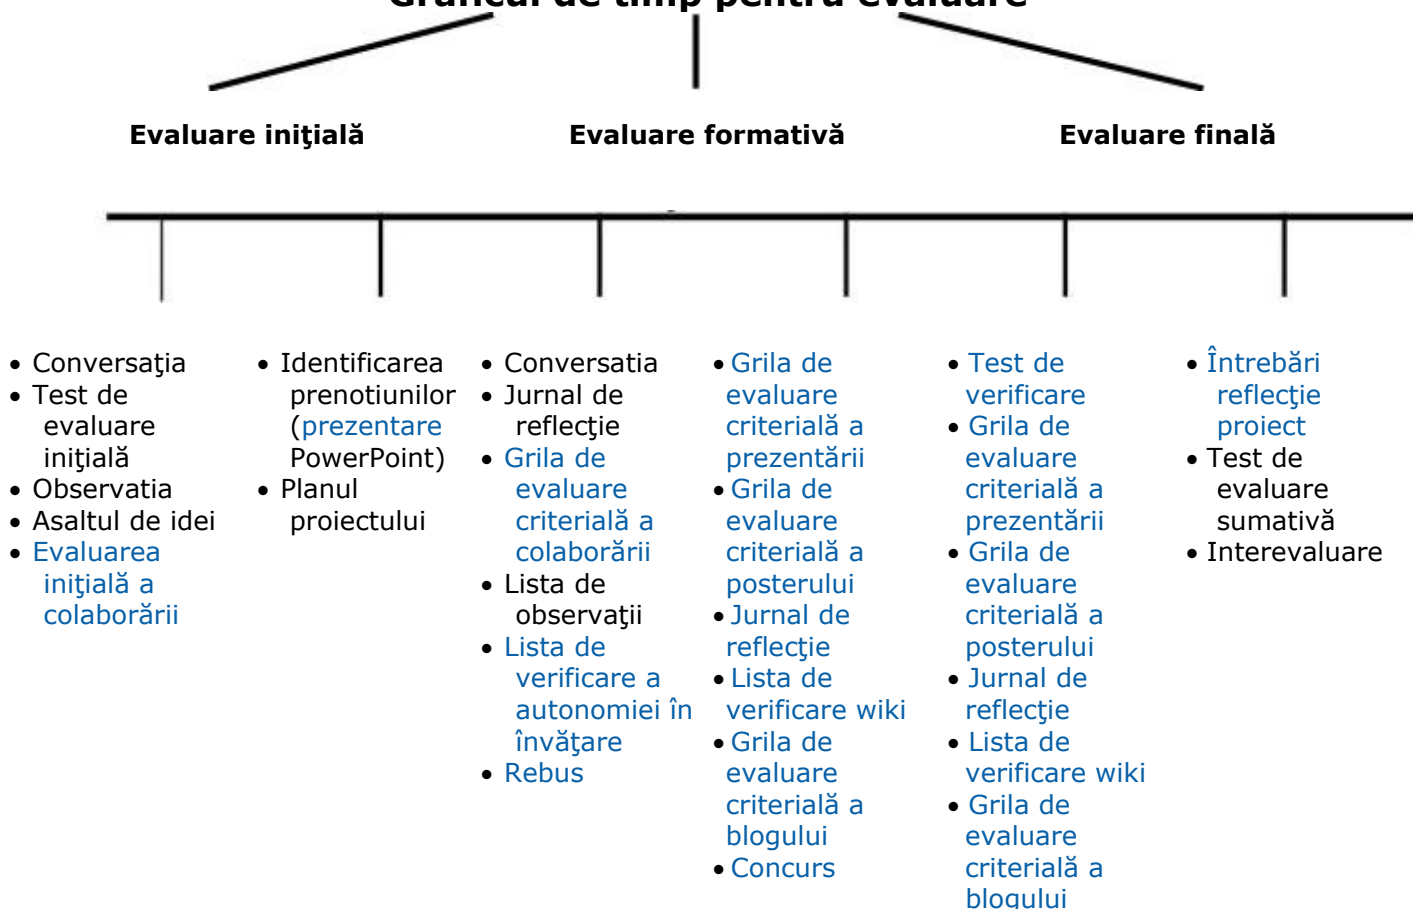 Graficul de timp pentru evaluare
Evaluare iniţială
Evaluare formativă
Evaluare finală
• Conversaţia
• Test de
evaluare
iniţială
• Observatia
• Asaltul de idei
• Evaluarea
iniţială a
colaborării
• Identificarea
prenotiunilor
(prezentare
PowerPoint)
• Planul
proiectului
• Conversatia
• Jurnal de
reflecţie
• Grila de
evaluare
criterială a
colaborării
• Lista de
observaţii
• Lista de
verificare a
autonomiei în
învăţare
• Rebus
• Grila de
evaluare
criterială a
prezentării
• Grila de
evaluare
criterială a
posterului
• Jurnal de
reflecţie
• Lista de
verificare wiki
• Grila de
evaluare
criterială a
blogului
• Concurs
• Test de
verificare
• Grila de
evaluare
criterială a
prezentării
• Grila de
evaluare
criterială a
posterului
• Jurnal de
reflecţie
• Lista de
verificare wiki
• Grila de
evaluare
criterială a
blogului
• Întrebări
reflecţie
proiect
• Test de
evaluare
sumativă
• Interevaluare